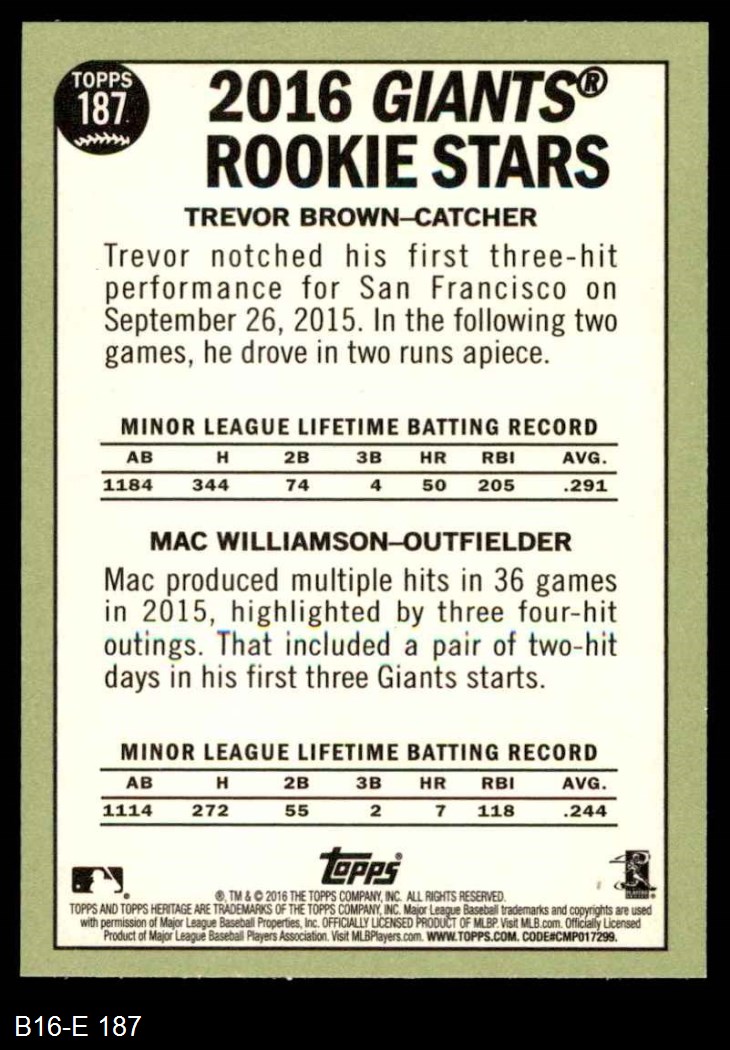 TOPPS
187
2016 GIANTS®
ROOKIE STARS
TREVOR BROWN–CATCHER
Trevor notched his first three-hit
performance for San Francisco on
September 26, 2015. In the following two
games, he drove in two runs apiece.
MINOR LEAGUE LIFETIME BATTING RECORD
AB H 2B 3B HR RBI AVG.
1184 344 74 4 50 205 .291
MAC WILLIAMSON–OUTFIELDER
Mac produced multiple hits in 36 games
in 2015, highlighted by three four-hit
outings. That included a pair of two-hit
days in his first three Giants starts.
MINOR LEAGUE LIFETIME BATTING RECORD
AB H 2B 3B HR RBI AVG.
1114 272 55 2 7 118 .244
topps®
®, TM & © 2016 THE TOPPS COMPANY, INC. ALL RIGHTS RESERVED.
TOPPS AND TOPPS HERITAGE ARE TRADEMARKS OF THE TOPPS COMPANY, INC. Major League Baseball trademarks and copyrights are used
with permission of Major League Baseball Properties, Inc. OFFICIALLY LICENSED PRODUCT OF MLBP. Visit MLB.com. Officially Licensed
Product of Major League Baseball Players Association. Visit MLBPlayers.com. WWW.TOPPS.COM. CODE#CMP017299.
B16-E 187